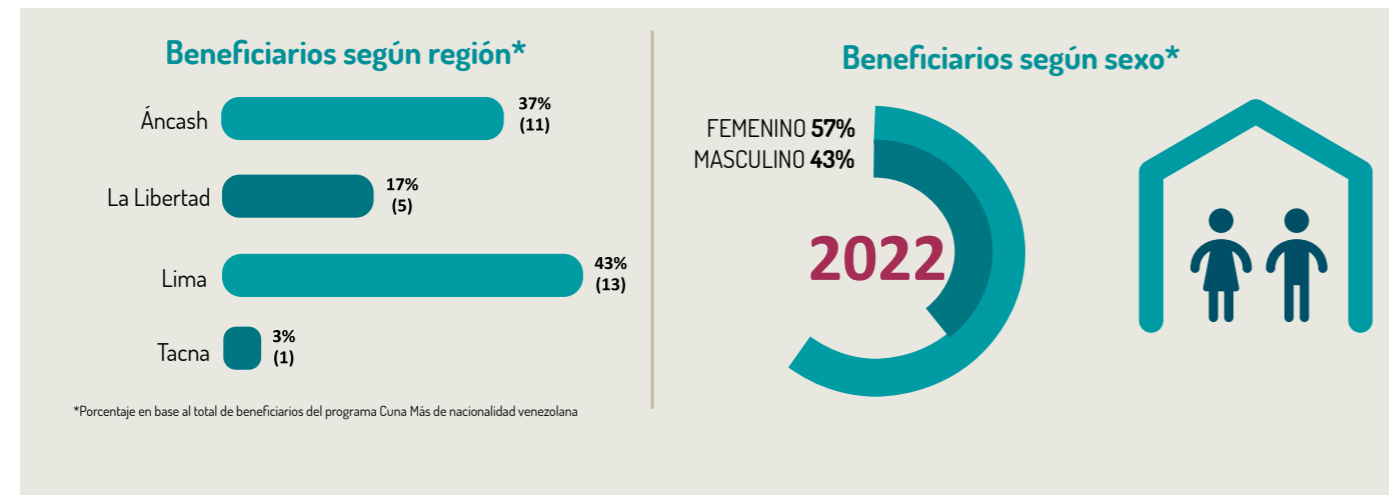 Beneficiarios según región*
Áncash
37%
(11)
La Libertad
17%
(5)
Lima
43%
(13)
Tacna
3%
(1)
*Porcentaje en base al total de beneficiarios del programa Cuna Más de nacionalidad venezolana
Beneficiarios según sexo*
FEMENINO 57%
MASCULINO 43%
2022